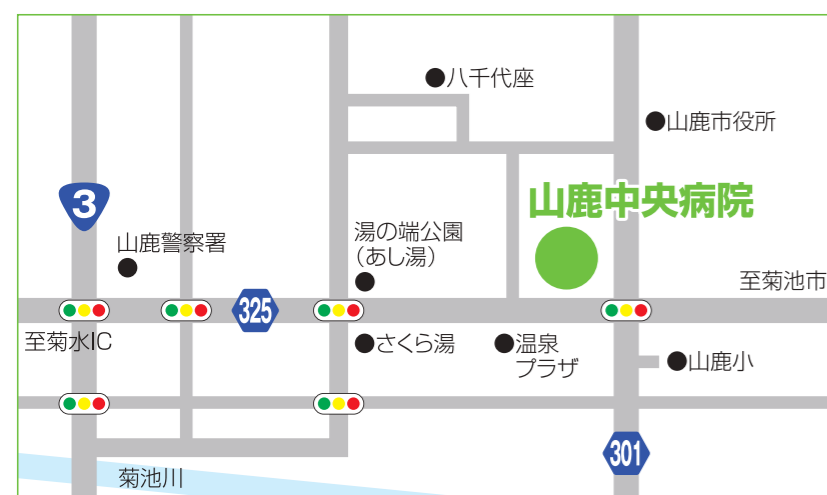 八千代座
山鹿市役所
3
山鹿中央病院
山鹿警察署
湯の端公園
（あし湯）
至菊池市
325
至菊水IC
さくら湯
温泉
プラザ
山鹿小
301
菊池川